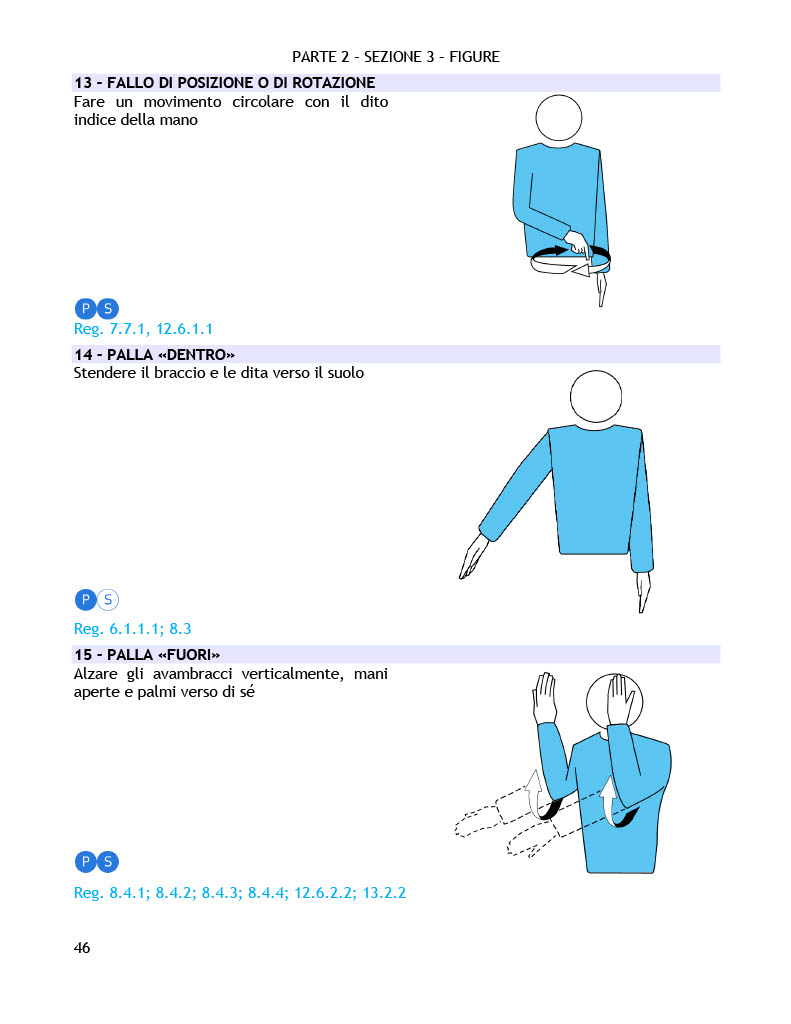 PARTE 2 – SEZIONE 3 – FIGURE
13 – FALLO DI POSIZIONE O DI ROTAZIONE
Fare un movimento circolare con il dito
indice della mano
P S
Reg. 7.7.1, 12.6.1.1
14 – PALLA «DENTRO»
Stendere il braccio e le dita verso il suolo
P S
Reg. 6.1.1.1; 8.3
15 – PALLA «FUORI»
Alzare gli avambracci verticalmente, mani
aperte e palmi verso di sé
P S
Reg. 8.4.1; 8.4.2; 8.4.3; 8.4.4; 12.6.2.2; 13.2.2
46